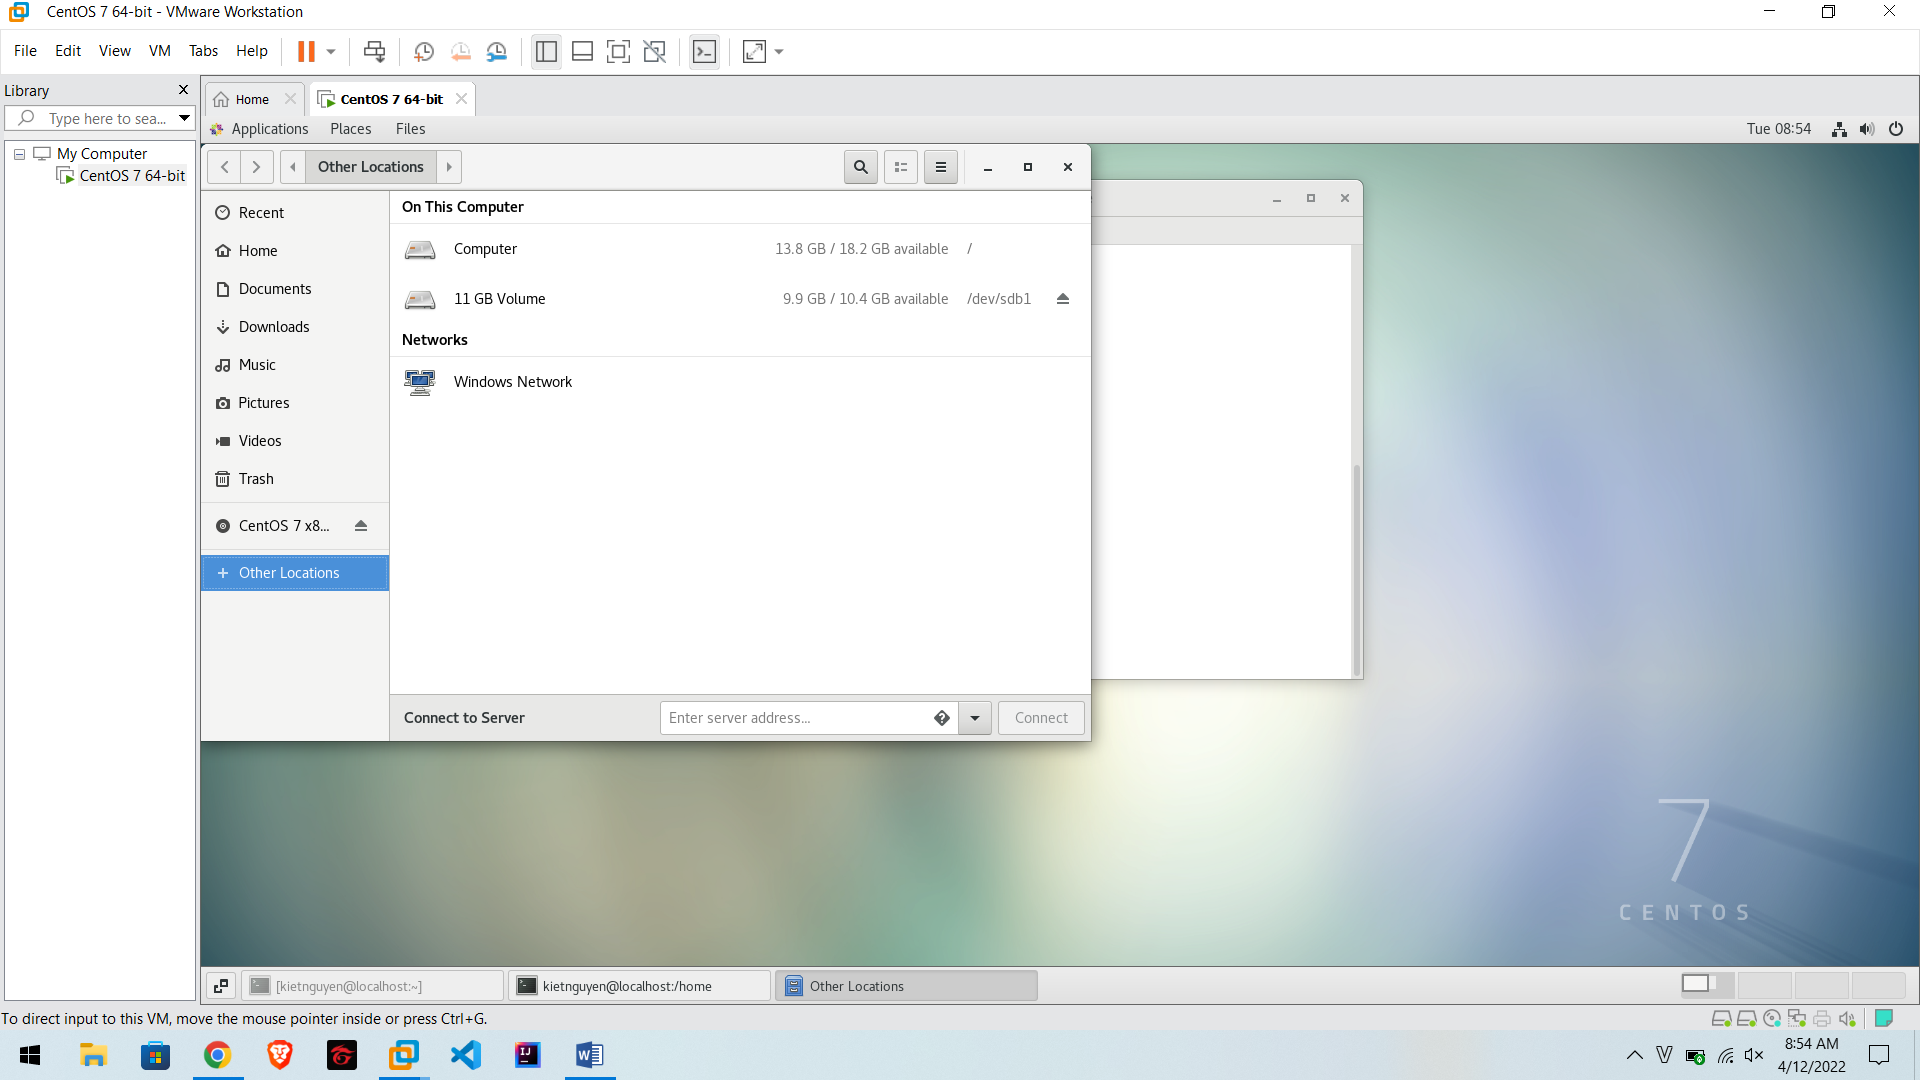 CentOS 7 64-bit - VMware Workstation
File Edit View VM Tabs Help
Library
Type here to sea...
My Computer
CentOS 7 64-bit
Home
CentOS 7 64-bit
Applications Places Files
Tue 08:54
Other Locations
Recent
Home
Documents
Downloads
Music
Pictures
Videos
Trash
CentOS 7 x8...
Other Locations
On This Computer
Computer 13.8 GB / 18.2 GB available /
11 GB Volume 9.9 GB / 10.4 GB available /dev/sdb1
Networks
Windows Network
Connect to Server
Enter server address...
Connect
7
CENTOS
[kietnguyen@localhost:~]
kietnguyen@localhost:/home
Other Locations
To direct input to this VM, move the mouse pointer inside or press Ctrl+G.
8:54 AM
4/12/2022